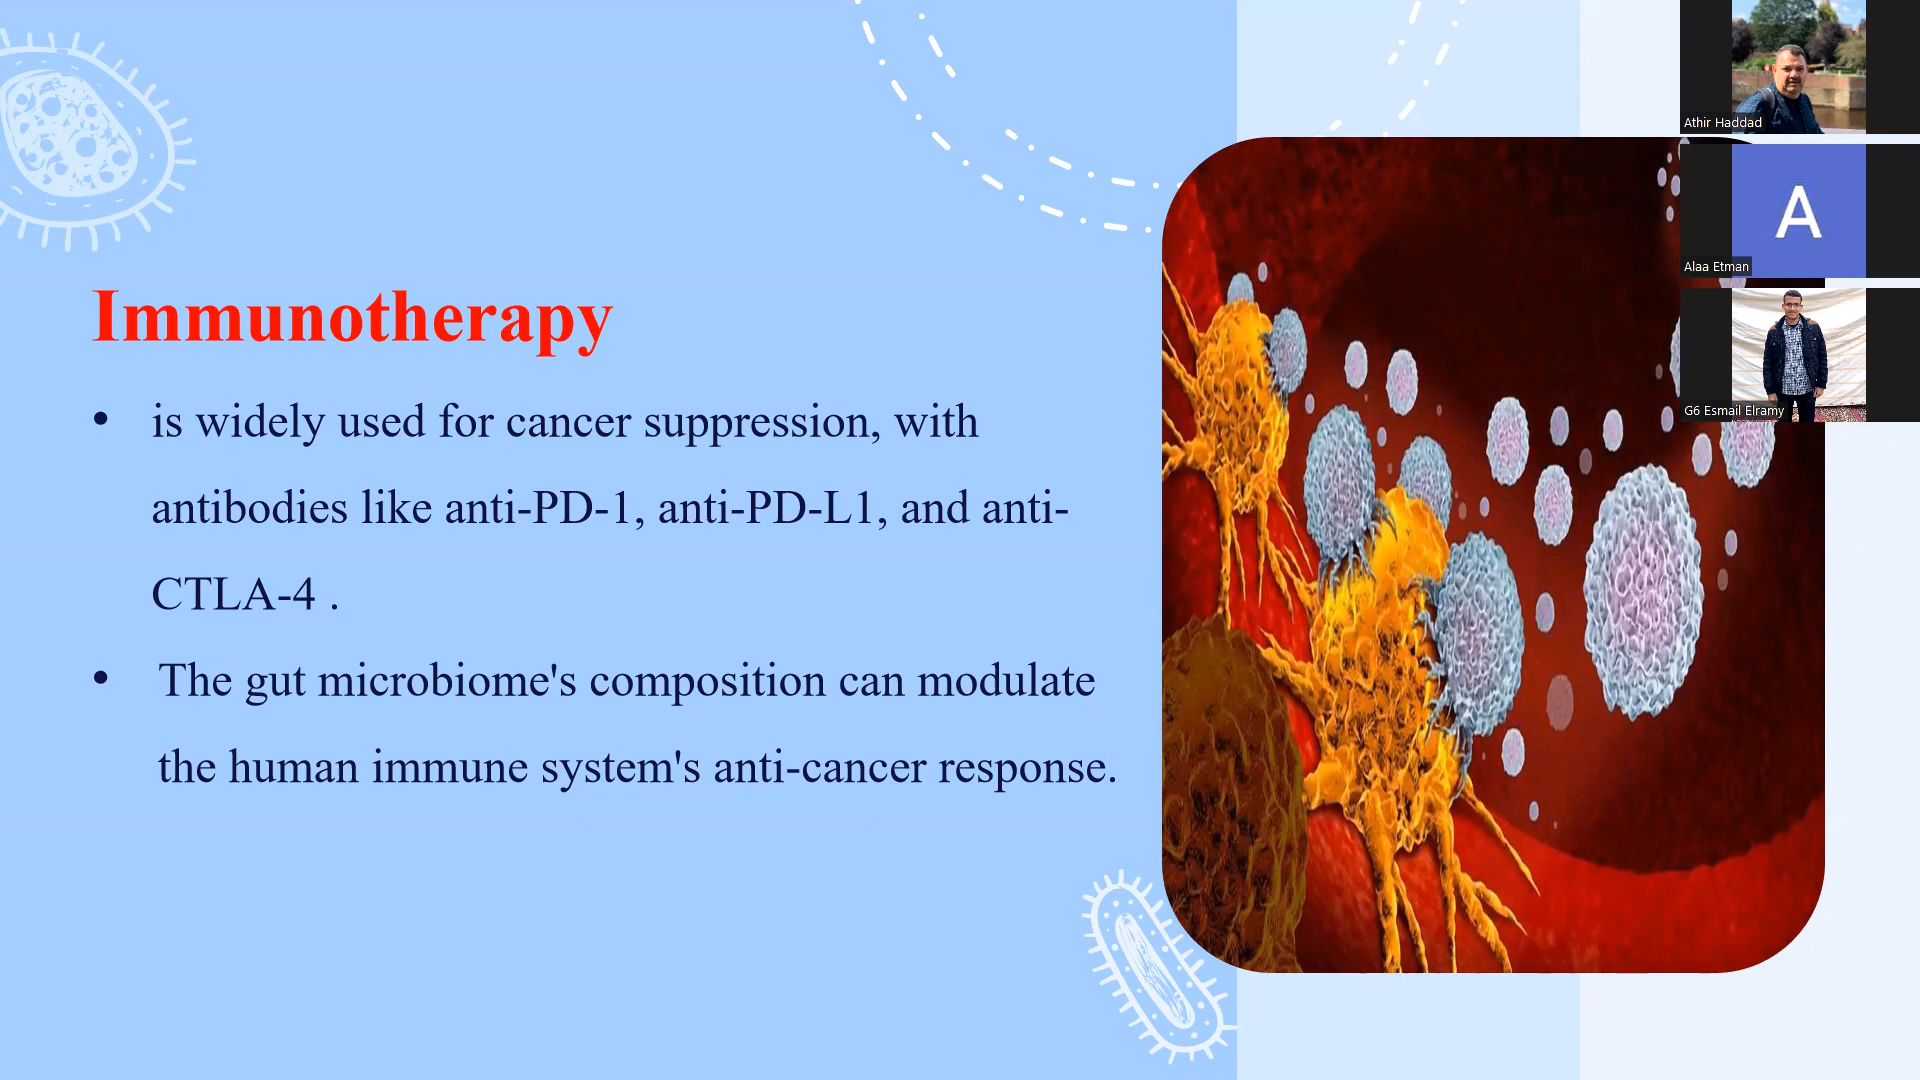 Immunotherapy
• is widely used for cancer suppression, with
antibodies like anti-PD-1, anti-PD-L1, and anti-
CTLA-4 .
• The gut microbiome's composition can modulate
the human immune system's anti-cancer response.
Athir Haddad
A
Alaa Etman
G6 Esmail Elramy